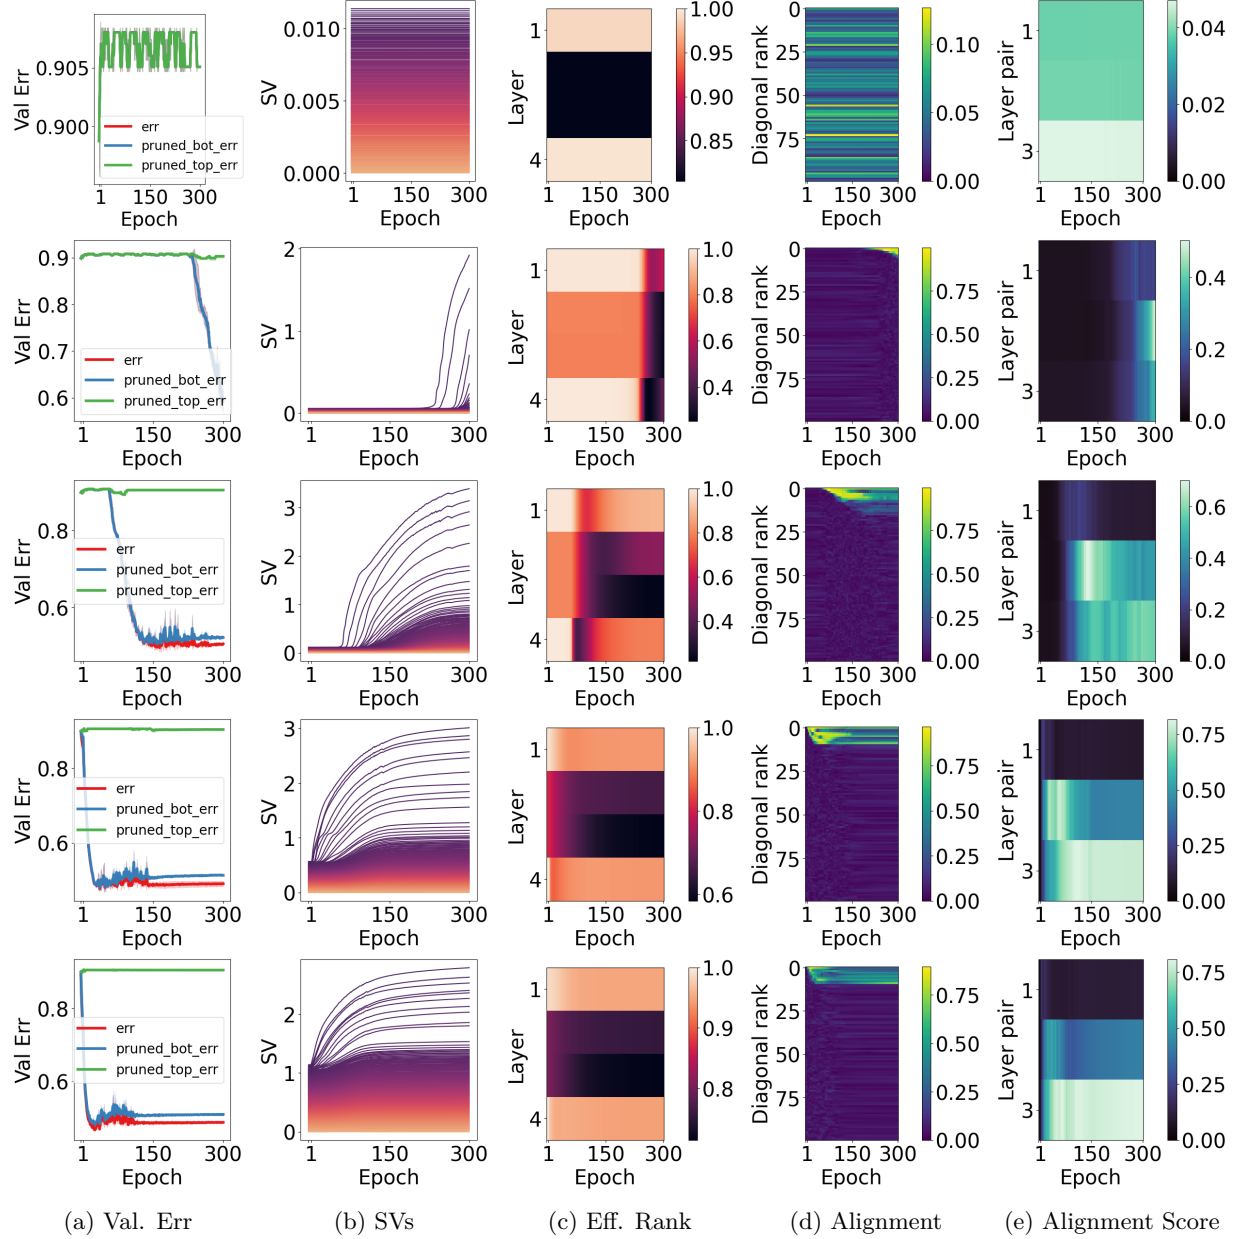 Val Err
0.905
0.900
err
pruned_bot_err
pruned_top_err
1 150 300
Epoch
SV
0.010
0.005
0.000
1 150 300
Epoch
Layer
1
4
1 150 300
Epoch
1.00
0.95
0.90
0.85
Diagonal rank
0
25
50
75
1 150 300
Epoch
0.10
0.05
0.00
Layer pair
1
3
1 150 300
Epoch
0.04
0.02
0.00
Val Err
0.9
0.8
0.7
0.6
err
pruned_bot_err
pruned_top_err
1 150 300
Epoch
SV
2
1
0
1 150 300
Epoch
Layer
1
4
1 150 300
Epoch
1.0
0.8
0.6
0.4
Diagonal rank
0
25
50
75
1 150 300
Epoch
0.75
0.50
0.25
0.00
Layer pair
1
3
1 150 300
Epoch
0.4
0.2
0.0
Val Err
0.8
0.6
err
pruned_bot_err
pruned_top_err
1 150 300
Epoch
SV
3
2
1
0
1 150 300
Epoch
Layer
1
4
1 150 300
Epoch
1.0
0.8
0.6
0.4
Diagonal rank
0
25
50
75
1 150 300
Epoch
0.75
0.50
0.25
0.00
Layer pair
1
3
1 150 300
Epoch
0.6
0.4
0.2
0.0
Val Err
0.8
0.6
err
pruned_bot_err
pruned_top_err
1 150 300
Epoch
SV
3
2
1
0
1 150 300
Epoch
Layer
1
4
1 150 300
Epoch
1.0
0.8
0.6
Diagonal rank
0
25
50
75
1 150 300
Epoch
0.75
0.50
0.25
0.00
Layer pair
1
3
1 150 300
Epoch
0.75
0.50
0.25
0.00
Val Err
0.8
0.6
err
pruned_bot_err
pruned_top_err
1 150 300
Epoch
SV
2
1
0
1 150 300
Epoch
Layer
1
4
1 150 300
Epoch
1.0
0.9
0.8
Diagonal rank
0
25
50
75
1 150 300
Epoch
0.75
0.50
0.25
0.00
Layer pair
1
3
1 150 300
Epoch
0.75
0.50
0.25
0.00
(a) Val. Err
(b) SVs
(c) Eff. Rank
(d) Alignment
(e) Alignment Score